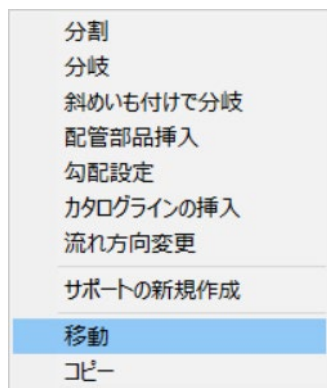 分割
分岐
斜めいも付けで分岐
配管部品挿入
勾配設定
カタログラインの挿入
流れ方向変更
サポートの新規作成
移動
コピー